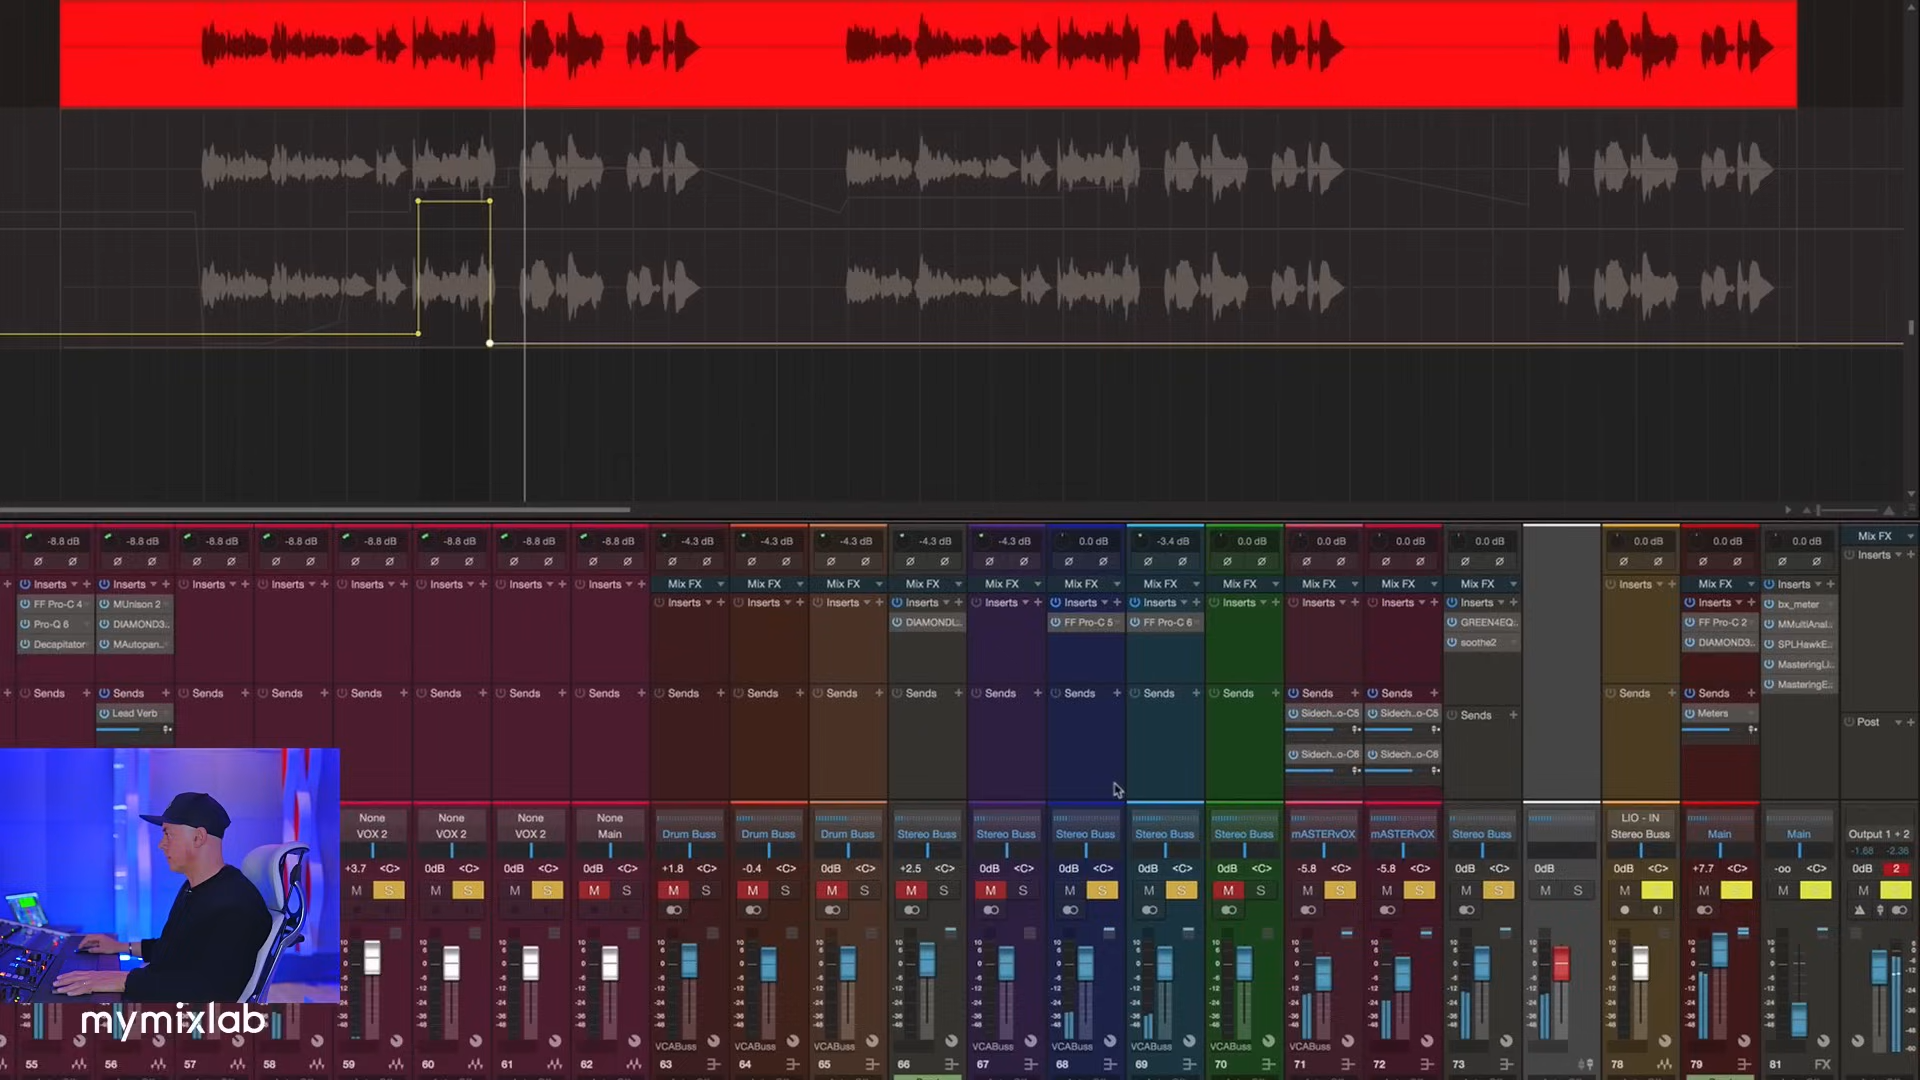 -8.8 dB -8.8 dB -8.8 dB -8.8 dB -8.8 dB -8.8 dB -8.8 dB -8.8 dB -4.3 dB -4.3 dB -4.3 dB -4.3 dB -4.3 dB 0.0 dB -3.4 dB 0.0 dB 0.0 dB 0.0 dB 0.0 dB 0.0 dB 0.0 dB 0.0 dB Mix FX
Inserts Inserts Inserts Inserts Inserts Inserts Inserts Inserts Mix FX Mix FX Mix FX Mix FX Mix FX Mix FX Mix FX Mix FX Mix FX Mix FX Mix FX Inserts Mix FX Inserts Inserts
FF Pro-C 4 MUnison 2 Inserts Inserts Inserts Inserts Inserts Inserts Inserts Inserts Inserts Inserts Inserts Inserts bx_meter
Pro-Q 6 DIAMOND3.. DIAMONDL.. FF Pro-C 5 FF Pro-C 6 GREEN4EQ.. FF Pro-C 2 MMultiAnal..
Decapitator MAutopan.. soothe2 DIAMOND3.. SPLHawkE..
MasteringLi..
MasteringE..
Sends Sends Sends Sends Sends Sends Sends Sends Sends Sends Sends Sends Sends Sends Sends Sends Sends Sends Sends Sends
Lead Verb Sidech..o-C5 Sidech..o-C5 Sends Meters Post
Sidech..o-C6 Sidech..o-C6
None None None None LIO - IN
VOX 2 VOX 2 VOX 2 Main Drum Buss Drum Buss Drum Buss Stereo Buss Stereo Buss Stereo Buss Stereo Buss Stereo Buss mASTERvOX mASTERvOX Stereo Buss Stereo Buss Main Main Output 1 + 2
-1.68 -2.36
+3.7 <C> 0dB <C> 0dB <C> 0dB <C> +1.8 <C> -0.4 <C> 0dB <C> +2.5 <C> 0dB <C> 0dB <C> 0dB <C> 0dB <C> -5.8 <C> -5.8 <C> 0dB <C> 0dB 0dB <C> +7.7 <C> -oo <C> 0dB 2
M S M S M S M S M S M S M S M S M S M S M S M S M S M S M S M S M M M M
VCABuss VCABuss VCABuss VCABuss VCABuss VCABuss VCABuss VCABuss
mymixlab
55 56 57 58 59 60 61 62 63 64 65 66 67 68 69 70 71 72 73 78 79 81 FX